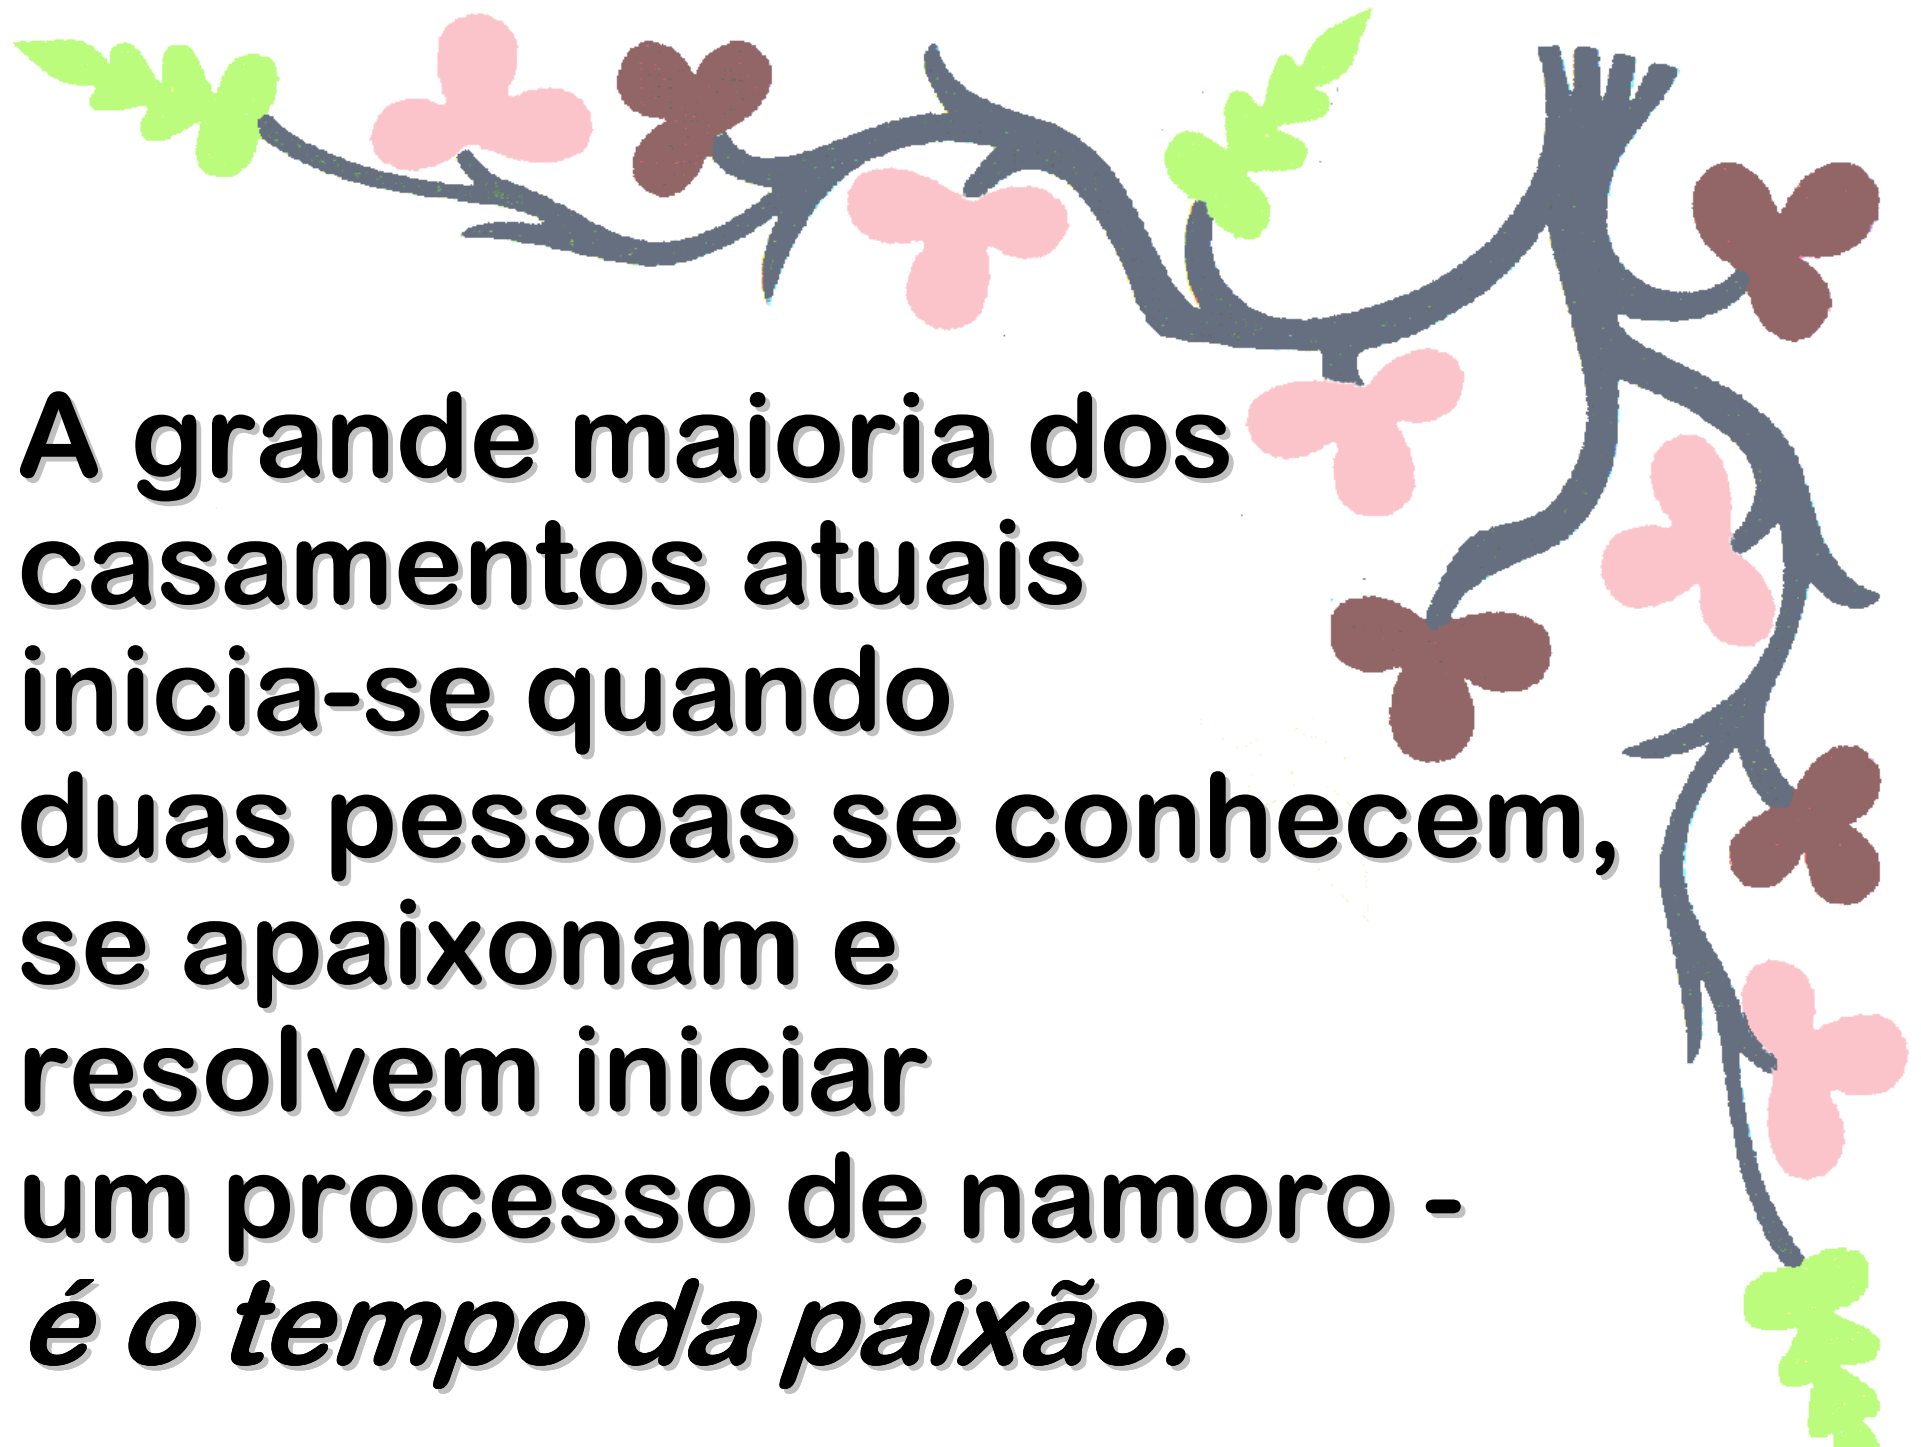 A grande maioria dos
casamentos atuais
inicia-se quando
duas pessoas se conhecem,
se apaixonam e
resolvem iniciar
um processo de namoro -
é o tempo da paixão.